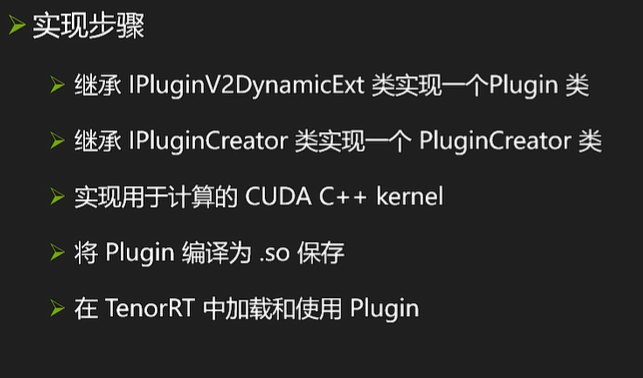 实现步骤
继承 IPluginV2DynamicExt 类实现一个Plugin 类
继承 IPluginCreator 类实现一个 PluginCreator 类
实现用于计算的 CUDA C++ kernel
将 Plugin 编译为 .so 保存
在 TenorRT 中加载和使用 Plugin